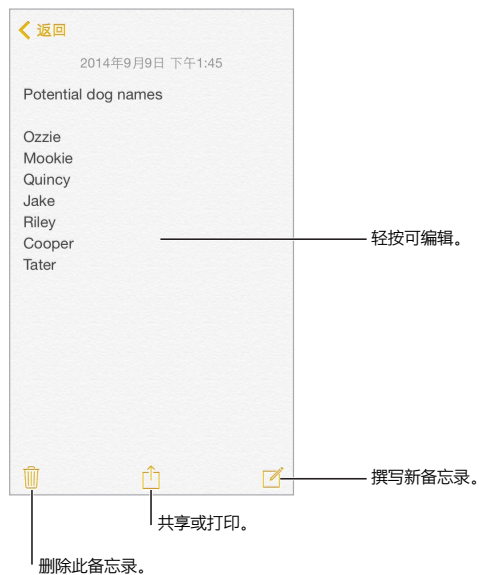 返回
2014年9月9日 下午1:45
Potential dog names
Ozzie
Mookie
Quincy
Jake
Riley
Cooper
Tater
轻按可编辑。
撰写新备忘录。
共享或打印。
删除此备忘录。